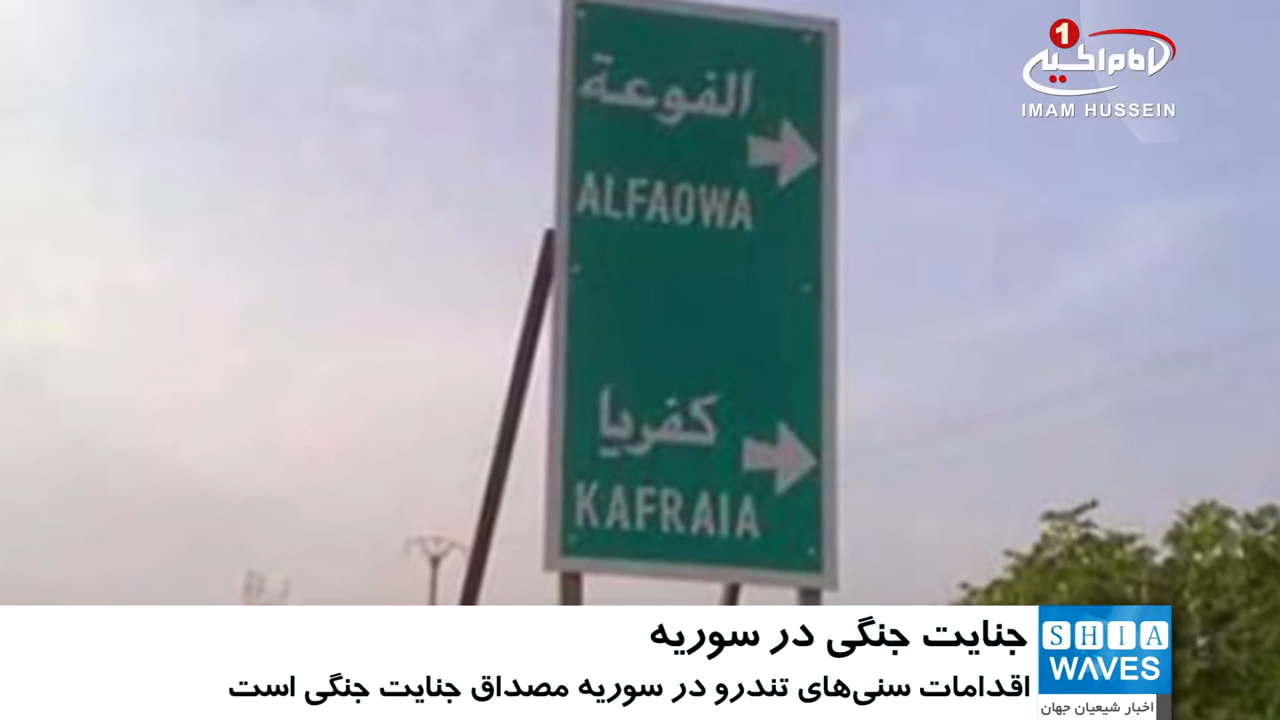 1
امام حسین
IMAM HUSSEIN
الفوعة
ALFAOWA
كفريا
KAFRAIA
جنایت جنگی در سوریه
اقدامات سنی‌های تندرو در سوریه مصداق جنایت جنگی است
SHIA
WAVES
اخبار شیعیان جهان